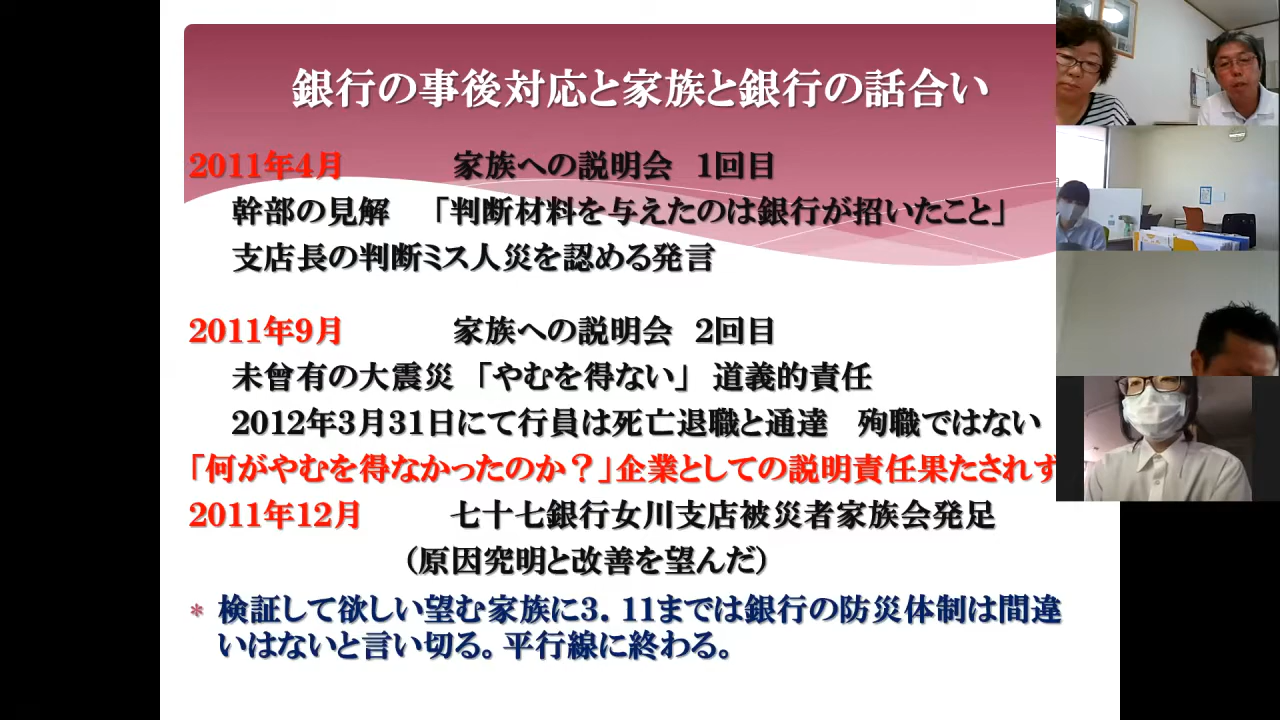 銀行の事後対応と家族と銀行の話合い
2011年4月 家族への説明会 1回目
幹部の見解 「判断材料を与えたのは銀行が招いたこと」
支店長の判断ミス人災を認める発言
2011年9月 家族への説明会 2回目
未曾有の大震災 「やむを得ない」 道義的責任
2012年3月31日にて行員は死亡退職と通達 殉職ではない
「何がやむを得なかったのか？」企業としての説明責任果たされず
2011年12月 七十七銀行女川支店被災者家族会発足
（原因究明と改善を望んだ）
* 検証して欲しい望む家族に3．11までは銀行の防災体制は間違
いはないと言い切る。平行線に終わる。